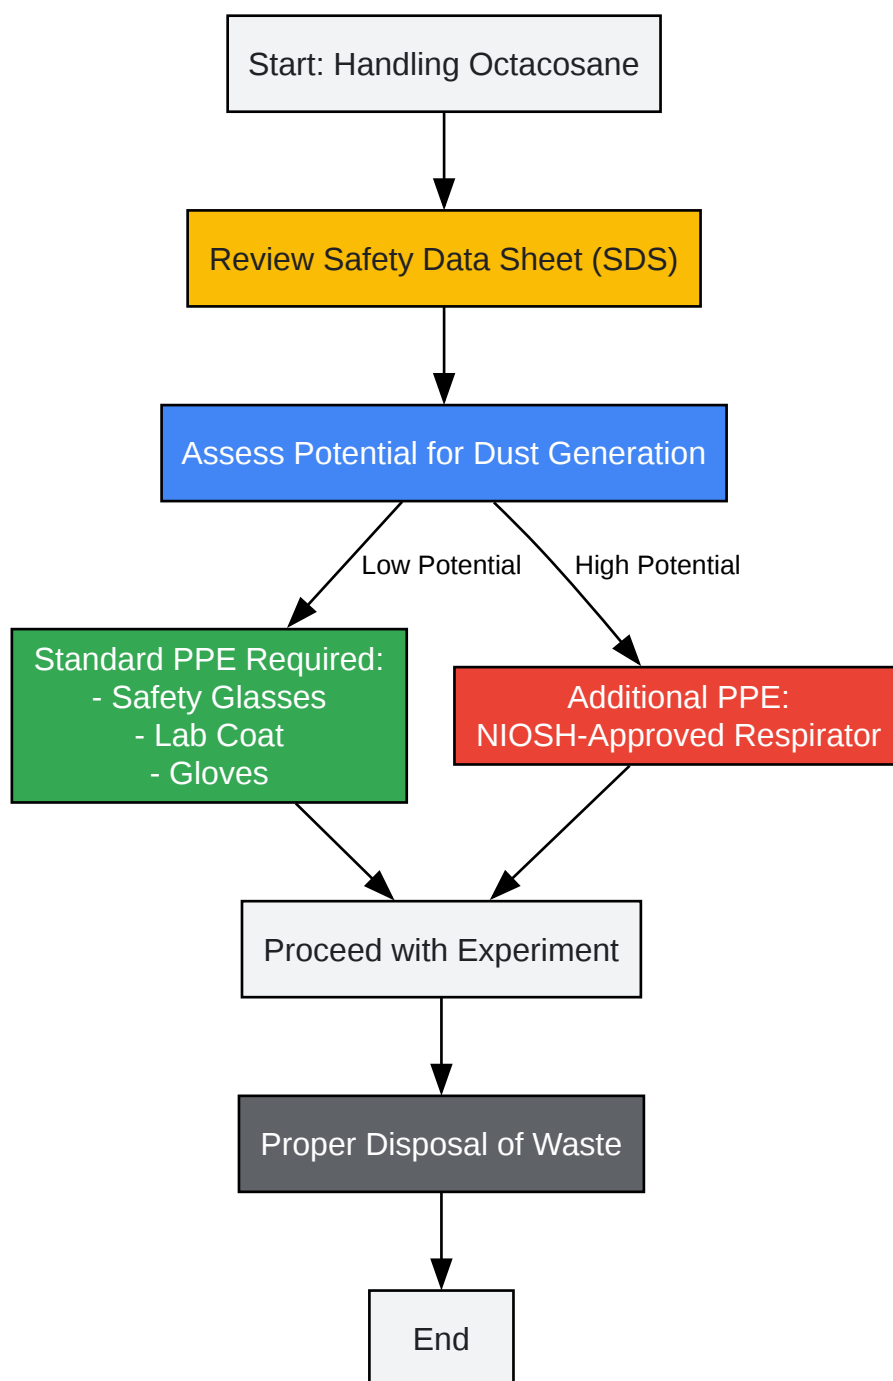 Start: Handling Octacosane
Review Safety Data Sheet (SDS)
Assess Potential for Dust Generation
Low Potential
High Potential
Standard PPE Required:
- Safety Glasses
- Lab Coat
- Gloves
Additional PPE:
NIOSH-Approved Respirator
Proceed with Experiment
Proper Disposal of Waste
End